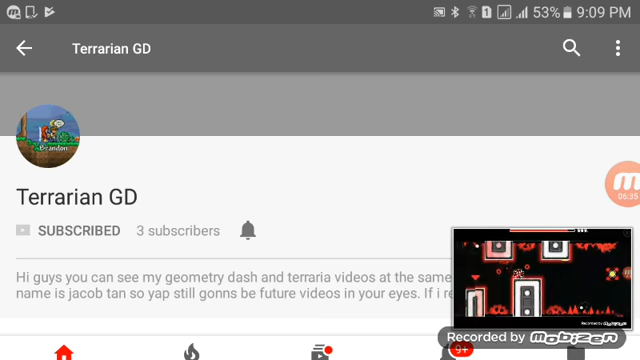 53% 9:09 PM
Terrarian GD
Brandon
Terrarian GD
SUBSCRIBED 3 subscribers
06:35
Hi guys you can see my geometry dash and terraria videos at the same
name is jacob tan so yap still gonns be future videos in your eyes. If i re
Recorded by Mobizen
9+